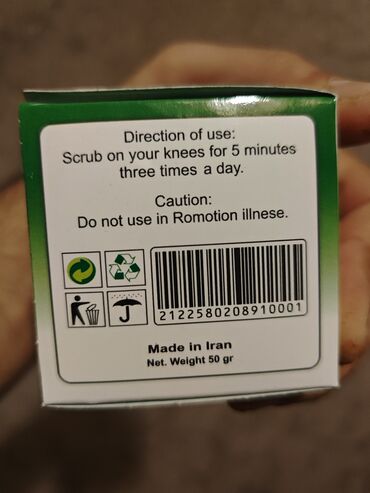 Direction of use:
Scrub on your knees for 5 minutes
three times a day.
Caution:
Do not use in Romotion illnese.
2122580208910001
Made in Iran
Net. Weight 50 gr